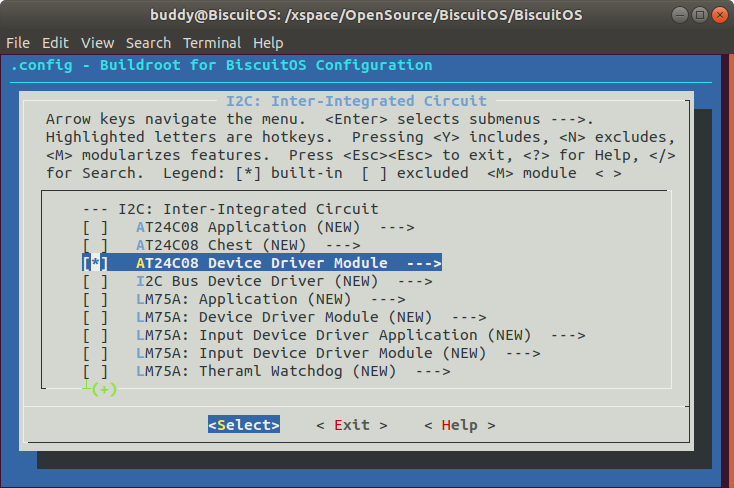 buddy@BiscuitOS: /xspace/OpenSource/BiscuitOS/BiscuitOS
File Edit View Search Terminal Help
.config - Buildroot for BiscuitOS Configuration
I2C: Inter-Integrated Circuit
Arrow keys navigate the menu.  <Enter> selects submenus --->.
Highlighted letters are hotkeys.  Pressing <Y> includes, <N> excludes,
<M> modularizes features.  Press <Esc><Esc> to exit, <?> for Help, </>
for Search.  Legend: [*] built-in  [ ] excluded  <M> module  < >
--- I2C: Inter-Integrated Circuit
[ ]   AT24C08 Application (NEW)  --->
[ ]   AT24C08 Chest (NEW)  --->
[*]   AT24C08 Device Driver Module  --->
[ ]   I2C Bus Device Driver (NEW)  --->
[ ]   LM75A: Application (NEW)  --->
[ ]   LM75A: Device Driver Module (NEW)  --->
[ ]   LM75A: Input Device Driver Application (NEW)  --->
[ ]   LM75A: Input Device Driver Module (NEW)  --->
[ ]   LM75A: Theraml Watchdog (NEW)  --->
┴(+)
<Select>    < Exit >    < Help >